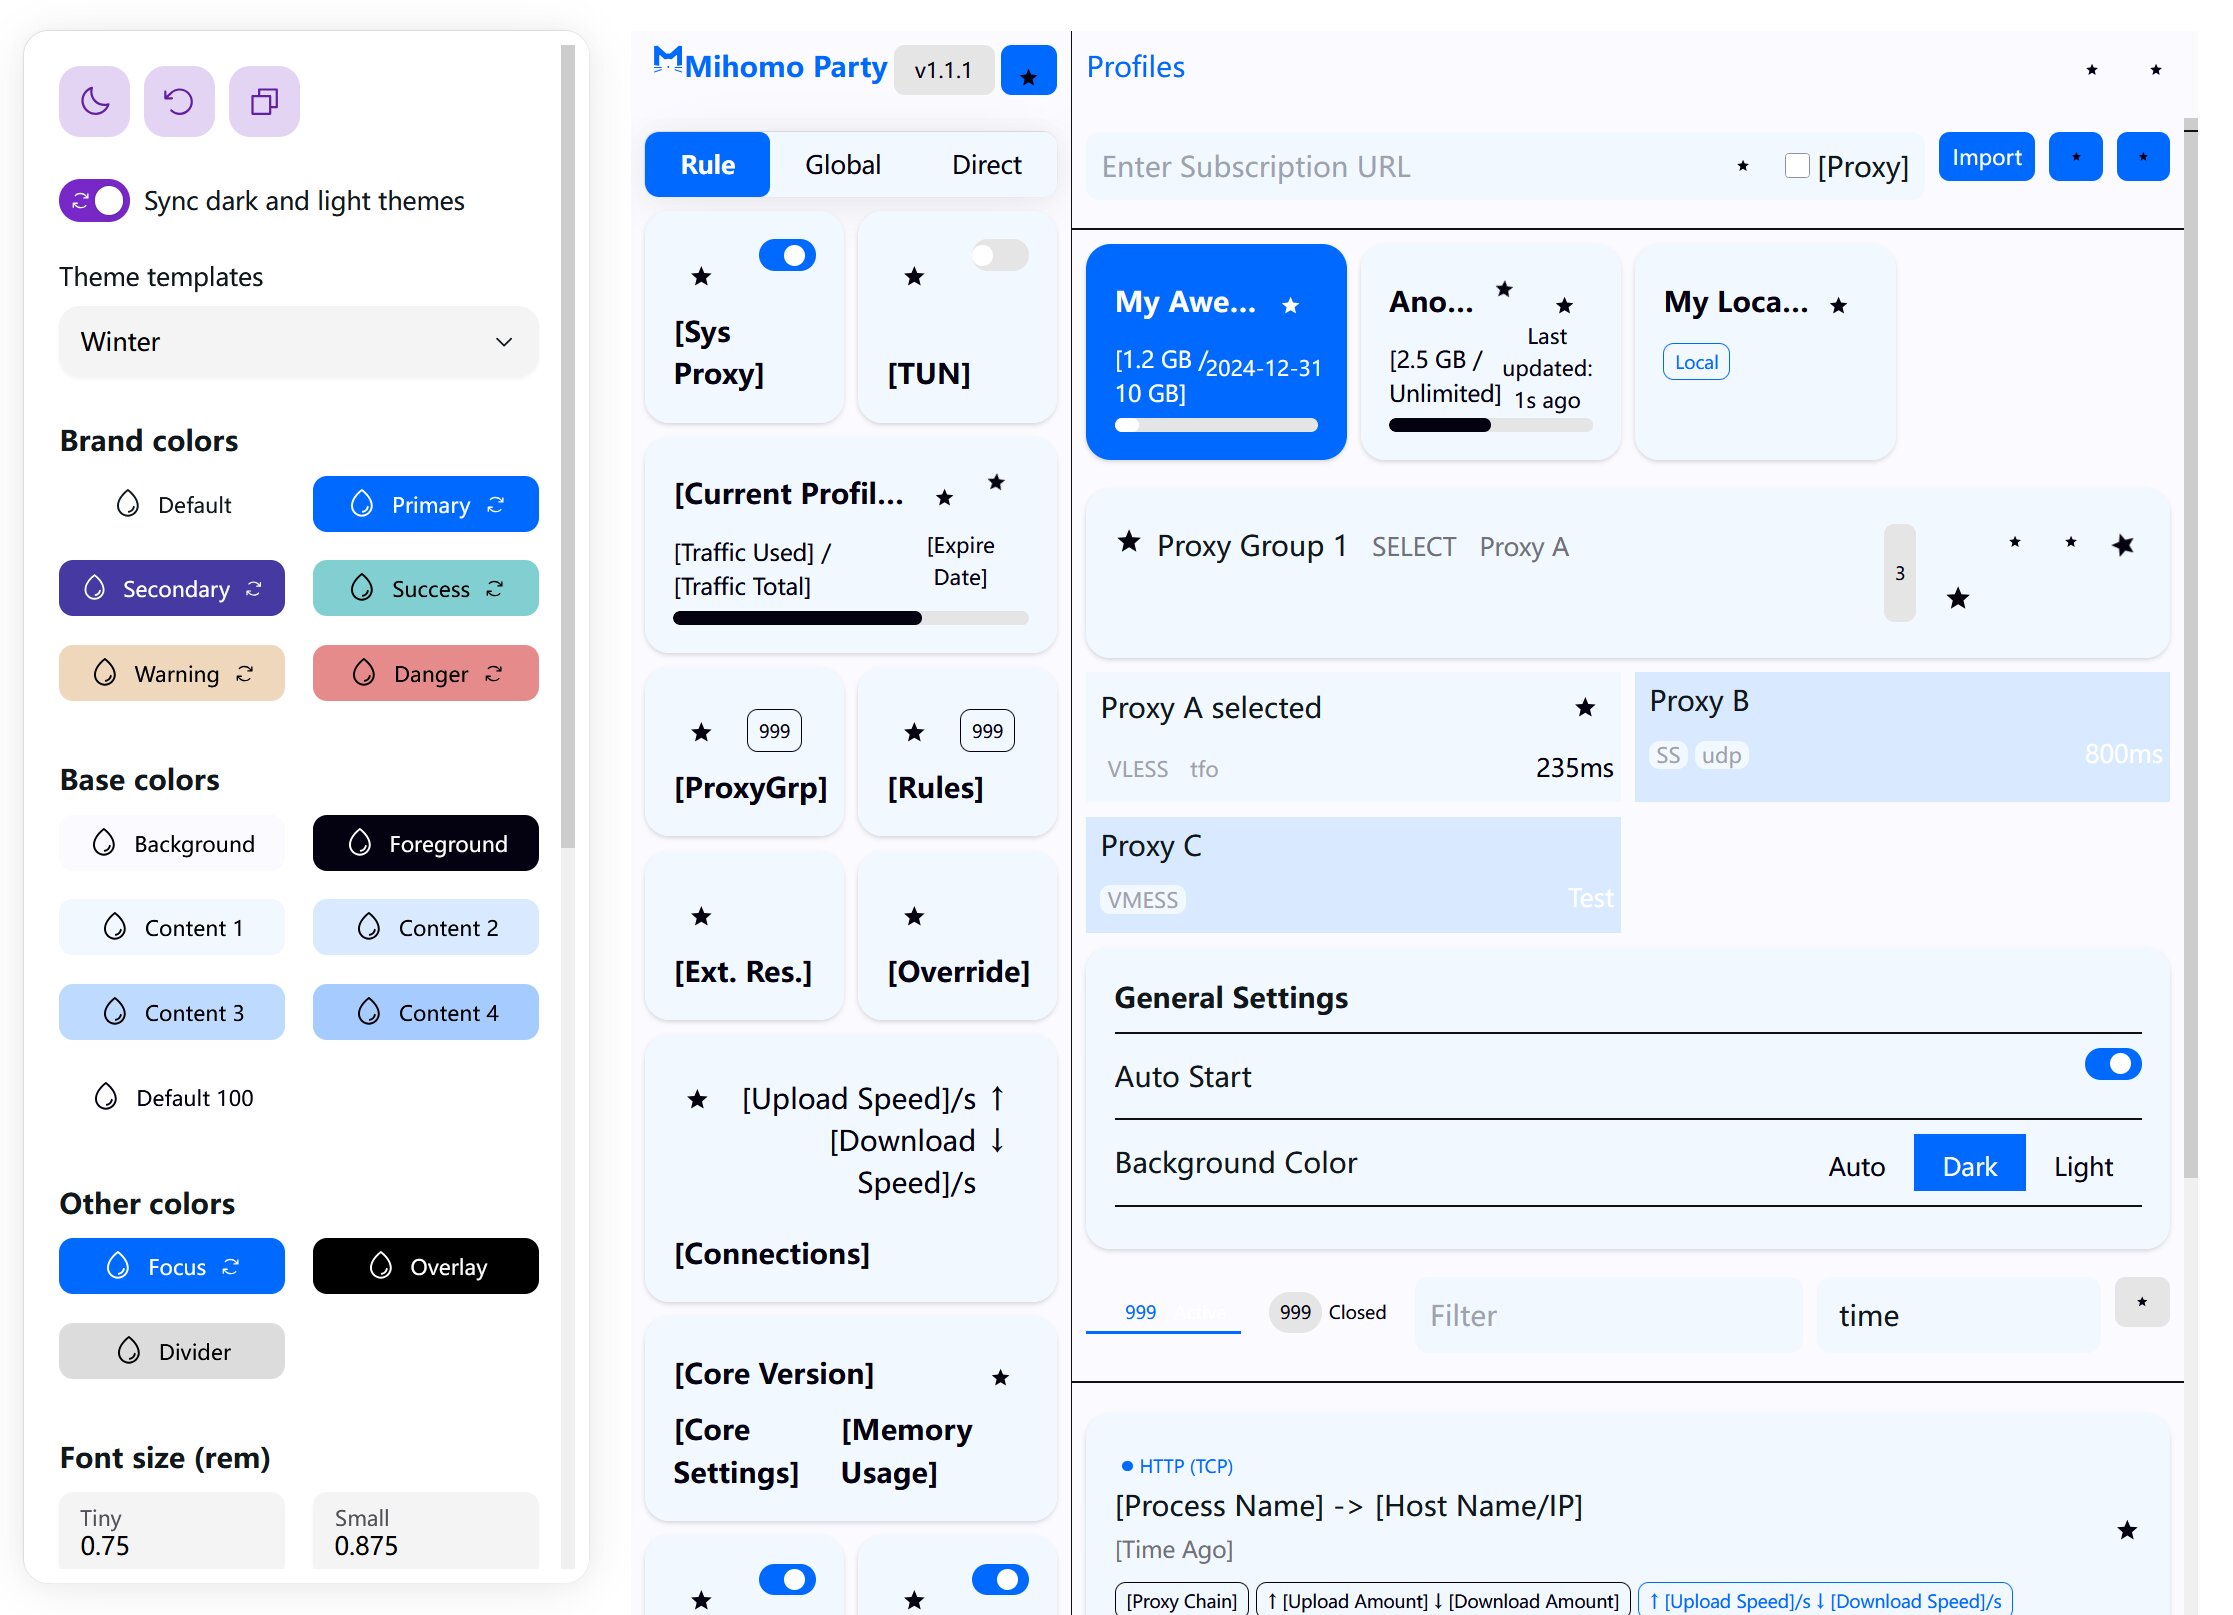 Sync dark and light themes
Theme templates
Winter
Brand colors
Default
Primary
Secondary
Success
Warning
Danger
Base colors
Background
Foreground
Content 1
Content 2
Content 3
Content 4
Default 100
Other colors
Focus
Overlay
Divider
Font size (rem)
Tiny
0.75
Small
0.875
Mihomo Party
v1.1.1
Rule
Global
Direct
[Sys
Proxy]
[TUN]
[Current Profil...
[Traffic Used] /
[Traffic Total]
[Expire
Date]
999
[ProxyGrp]
999
[Rules]
[Ext. Res.]
[Override]
[Upload Speed]/s ↑
[Download ↓
Speed]/s
[Connections]
[Core Version]
[Core
Settings]
[Memory
Usage]
Profiles
Enter Subscription URL
[Proxy]
Import
My Awe...
[1.2 GB /
10 GB]
2024-12-31
Ano...
[2.5 GB /
Unlimited]
Last
updated:
1s ago
My Loca...
Local
Proxy Group 1 SELECT Proxy A
3
Proxy A selected
VLESS tfo
235ms
Proxy B
SS udp
800ms
Proxy C
VMESS
Test
General Settings
Auto Start
Background Color
Auto
Dark
Light
999 Active
999 Closed
Filter
time
HTTP (TCP)
[Process Name] -> [Host Name/IP]
[Time Ago]
[Proxy Chain]
↑ [Upload Amount] ↓ [Download Amount]
↑ [Upload Speed]/s ↓ [Download Speed]/s